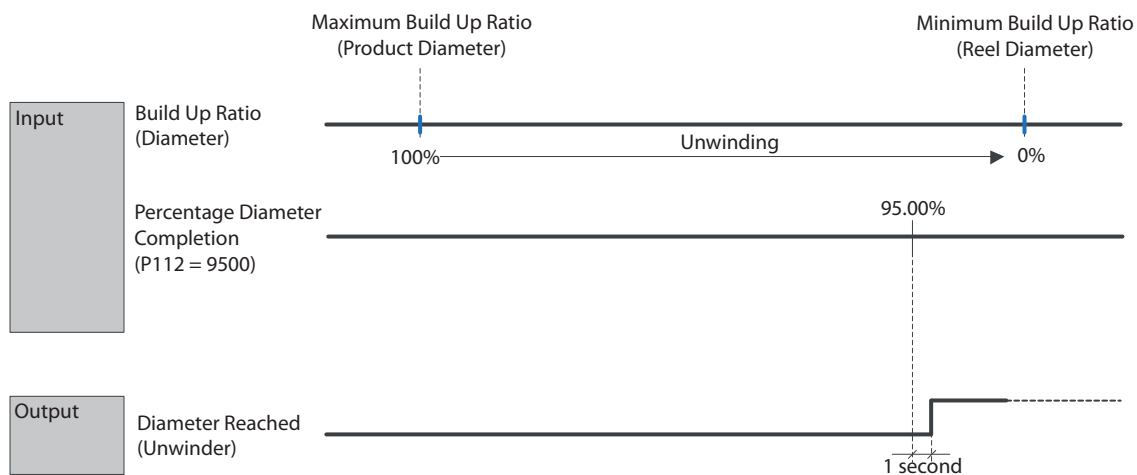 Maximum Build Up Ratio
(Product Diameter)
Minimum Build Up Ratio
(Reel Diameter)
Input
Build Up Ratio
(Diameter)
Unwinding
100%
0%
Percentage Diameter
Completion
(P112 = 9500)
95.00%
Output
Diameter Reached
(Unwinder)
1 second